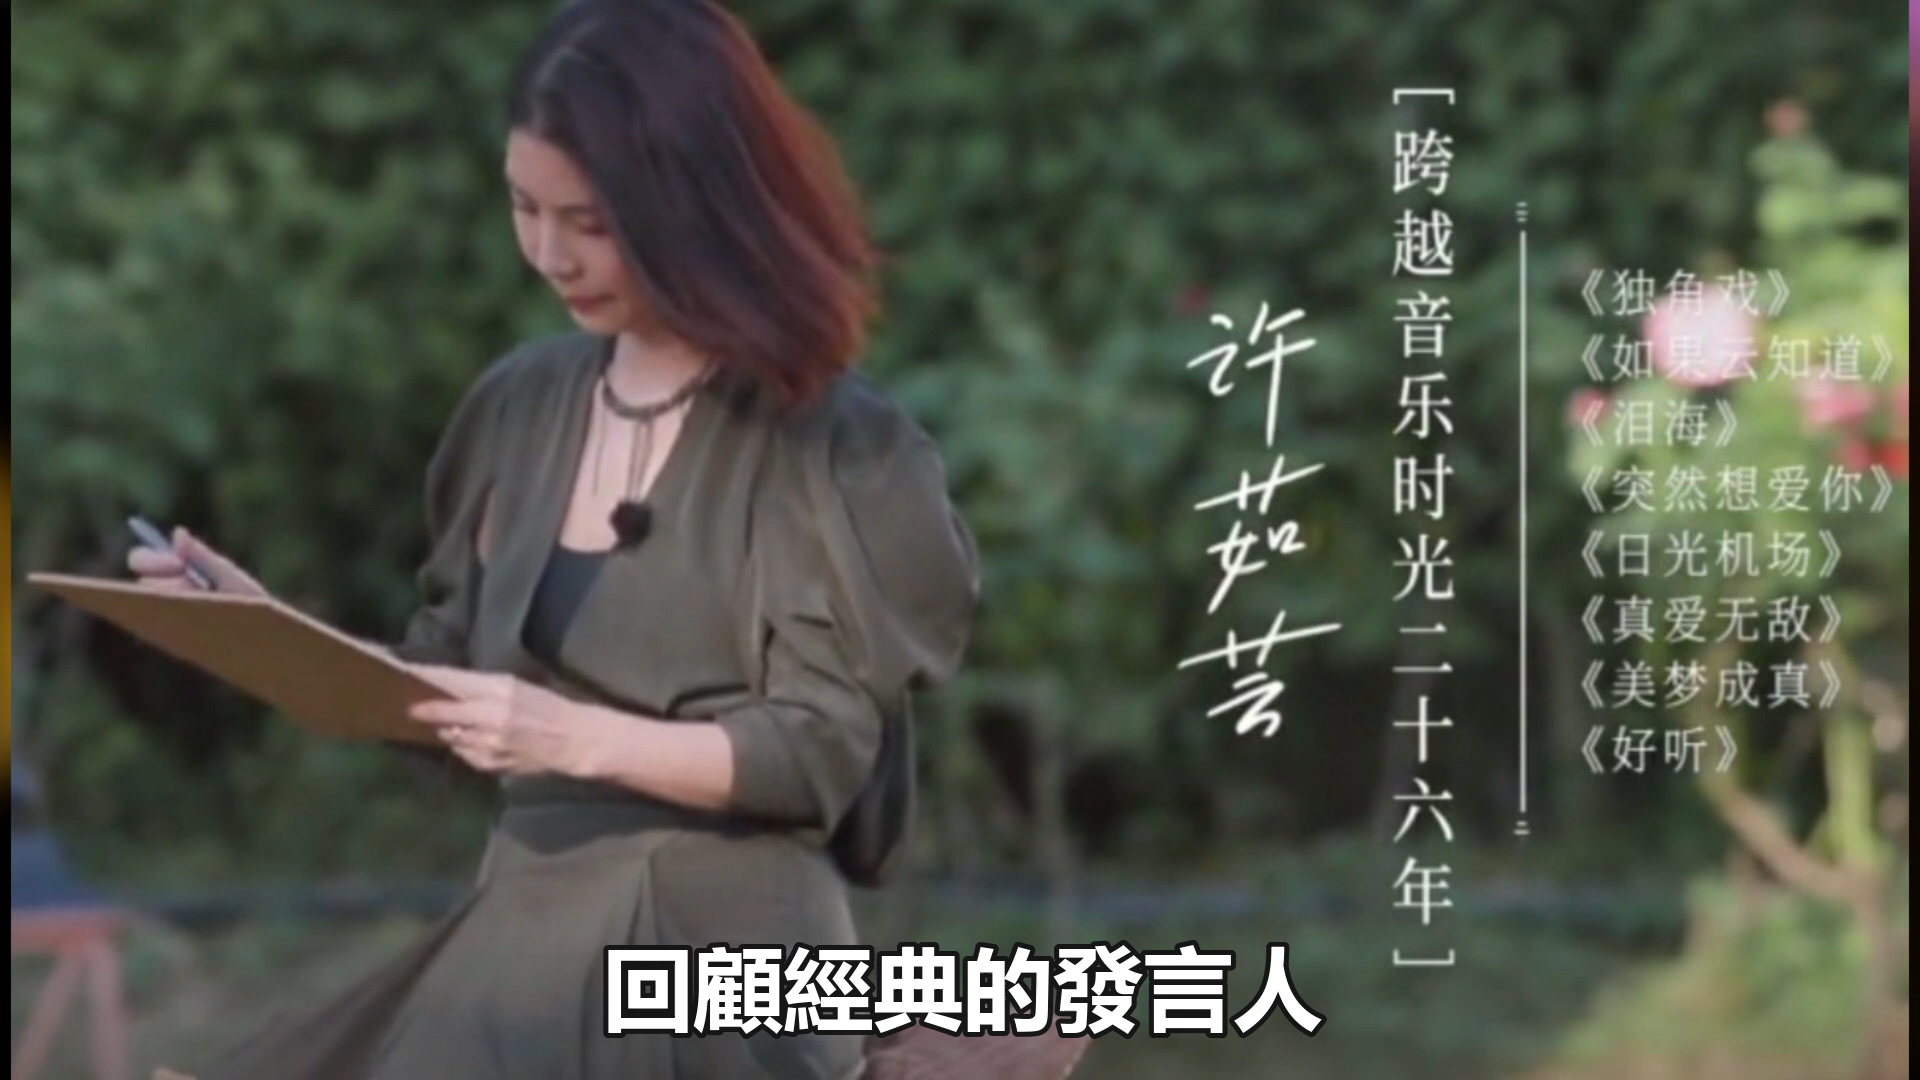 [跨越音乐时光二十六年]
许茹芸
《独角戏》
《如果云知道》
《泪海》
《突然想爱你》
《日光机场》
《真爱无敌》
《美梦成真》
《好听》
回顧經典的發言人